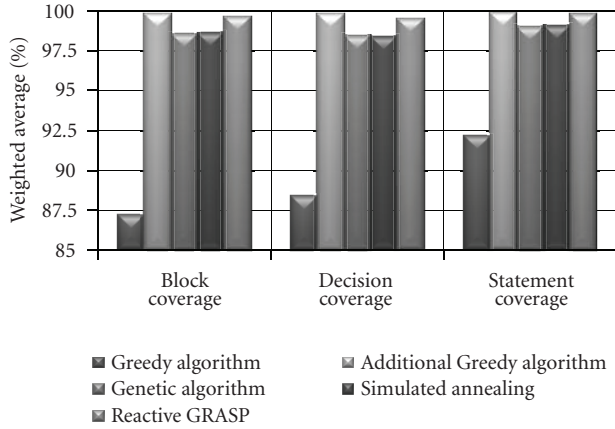 Weighted average (%)
100
97.5
95
92.5
90
87.5
85
Block
coverage
Decision
coverage
Statement
coverage
Greedy algorithm
Additional Greedy algorithm
Genetic algorithm
Simulated annealing
Reactive GRASP